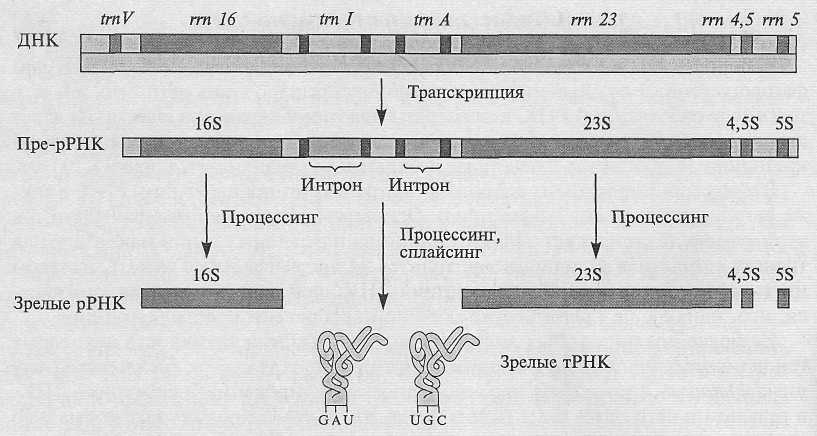 trnV rrn 16 trn I trn A rrn 23 rrn 4,5 rrn 5
ДНК
Транскрипция
16S 23S 4,5S 5S
Пре-рРНК
Интрон Интрон
Процессинг Процессинг, сплайсинг Процессинг
16S 23S 4,5S 5S
Зрелые рРНК
Зрелые тРНК
GAU UGC